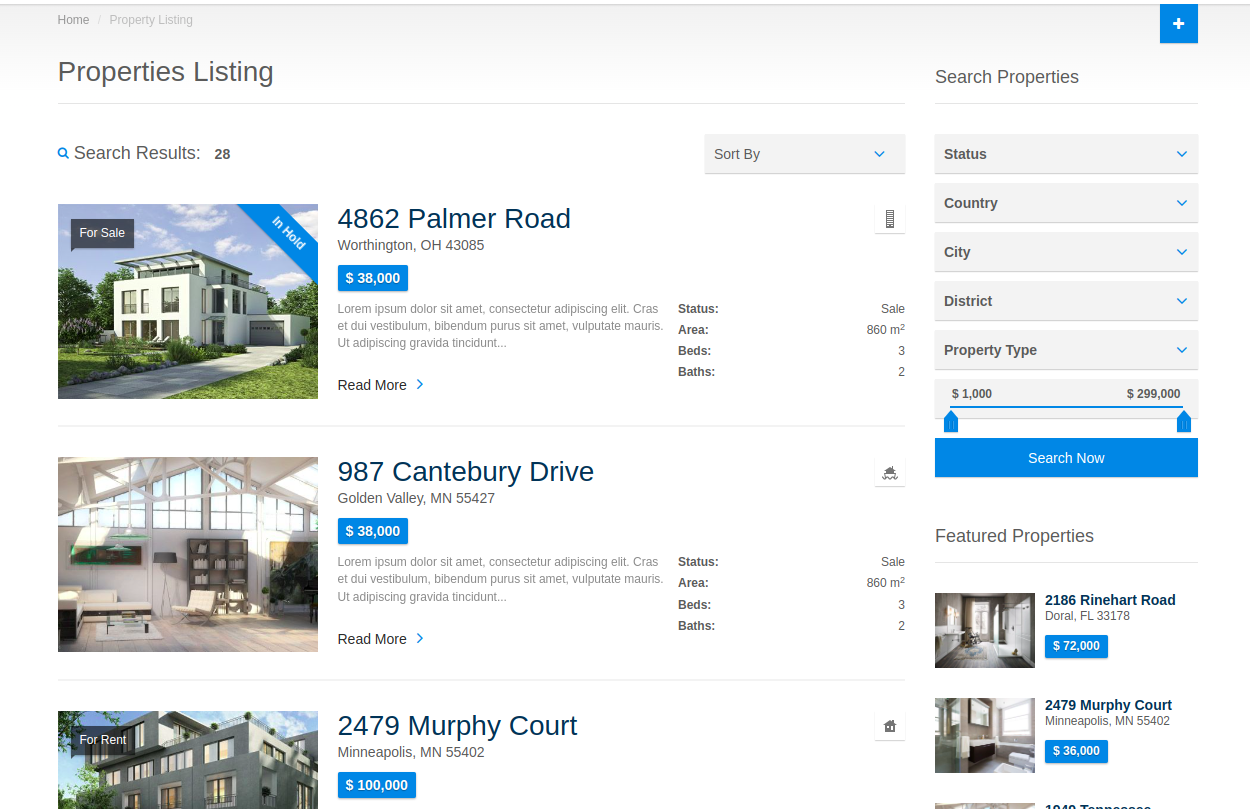 Home / Property Listing
Properties Listing
Search Results: 28
Sort By
For Sale
In Hold
4862 Palmer Road
Worthington, OH 43085
$ 38,000
Lorem ipsum dolor sit amet, consectetur adipiscing elit. Cras
et dui vestibulum, bibendum purus sit amet, vulputate mauris.
Ut adipiscing gravida tincidunt...
Read More
Status: Sale
Area: 860 m²
Beds: 3
Baths: 2
987 Cantebury Drive
Golden Valley, MN 55427
$ 38,000
Lorem ipsum dolor sit amet, consectetur adipiscing elit. Cras
et dui vestibulum, bibendum purus sit amet, vulputate mauris.
Ut adipiscing gravida tincidunt...
Read More
Status: Sale
Area: 860 m²
Beds: 3
Baths: 2
For Rent
2479 Murphy Court
Minneapolis, MN 55402
$ 100,000
Search Properties
Status
Country
City
District
Property Type
$ 1,000 $ 299,000
Search Now
Featured Properties
2186 Rinehart Road
Doral, FL 33178
$ 72,000
2479 Murphy Court
Minneapolis, MN 55402
$ 36,000
1949 Tennessee